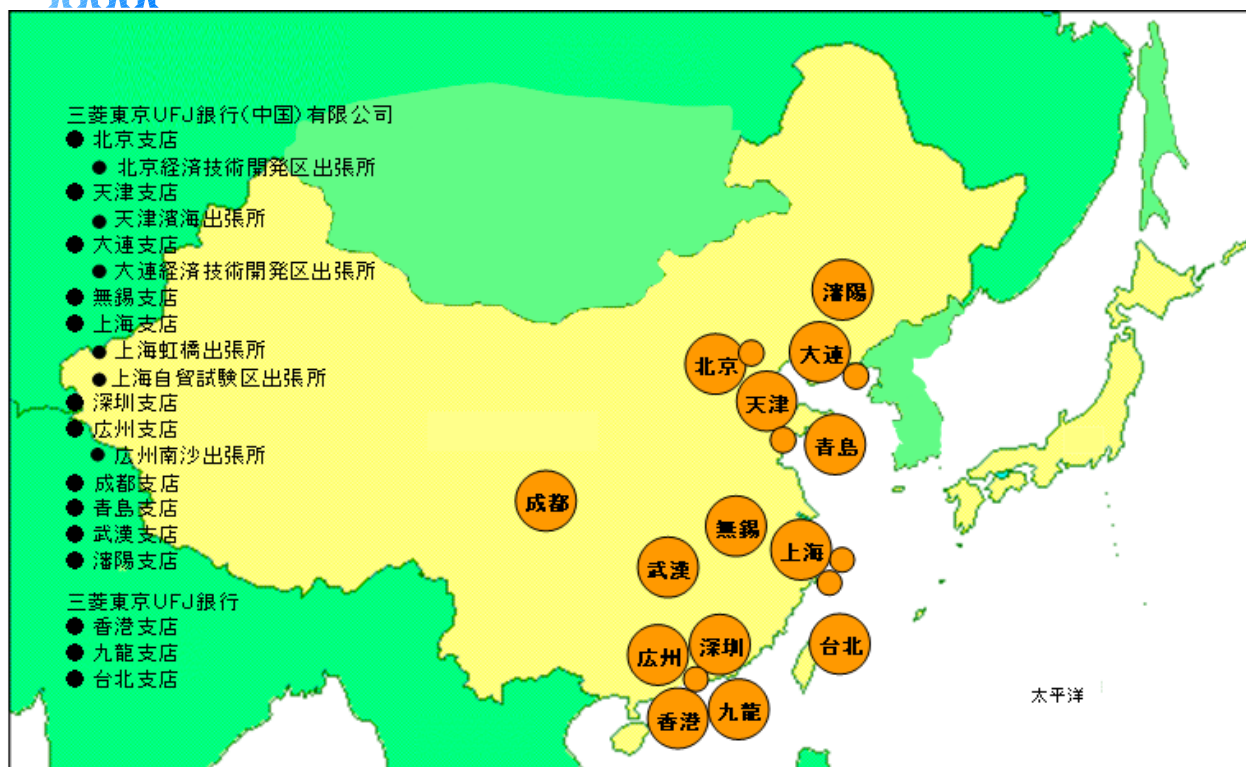 三菱東京UFJ銀行(中国)有限公司
● 北京支店
● 北京経済技術開発区出張所
● 天津支店
● 天津濱海出張所
● 大連支店
● 大連経済技術開発区出張所
● 無錫支店
● 上海支店
● 上海虹橋出張所
● 上海自貿試験区出張所
● 深圳支店
● 広州支店
● 広州南沙出張所
● 成都支店
● 青島支店
● 武漢支店
● 瀋陽支店
三菱東京UFJ銀行
● 香港支店
● 九龍支店
● 台北支店
瀋陽
大連
北京
天津
青島
成都
無錫
上海
武漢
広州
深圳
台北
香港
九龍
太平洋